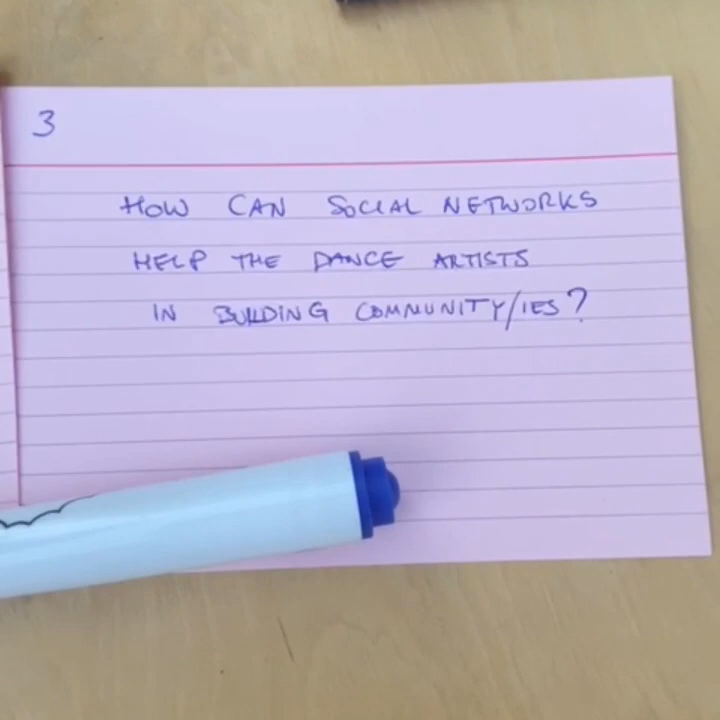 3
HOW CAN SOCIAL NETWORKS
HELP THE DANCE ARTISTS
IN BUILDING COMMUNITY/IES?